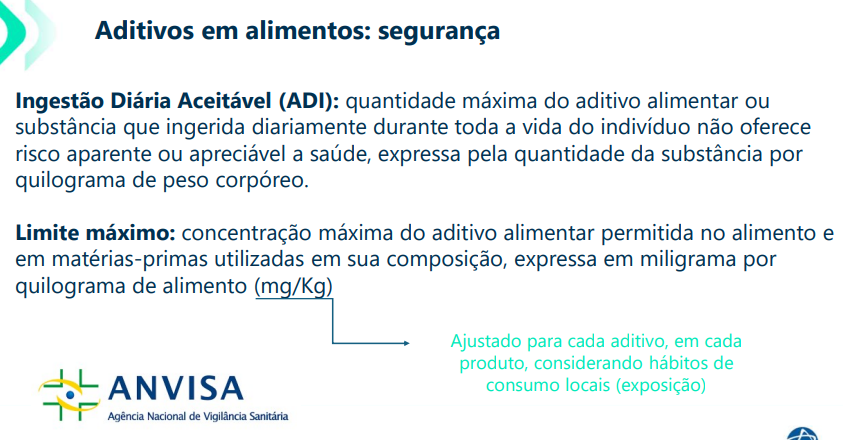 Aditivos em alimentos: segurança
Ingestão Diária Aceitável (ADI): quantidade máxima do aditivo alimentar ou
substância que ingerida diariamente durante toda a vida do indivíduo não oferece
risco aparente ou apreciável a saúde, expressa pela quantidade da substância por
quilograma de peso corpóreo.
Limite máximo: concentração máxima do aditivo alimentar permitida no alimento e
em matérias-primas utilizadas em sua composição, expressa em miligrama por
quilograma de alimento (mg/Kg)
Ajustado para cada aditivo, em cada
produto, considerando hábitos de
consumo locais (exposição)
ANVISA
Agência Nacional de Vigilância Sanitária